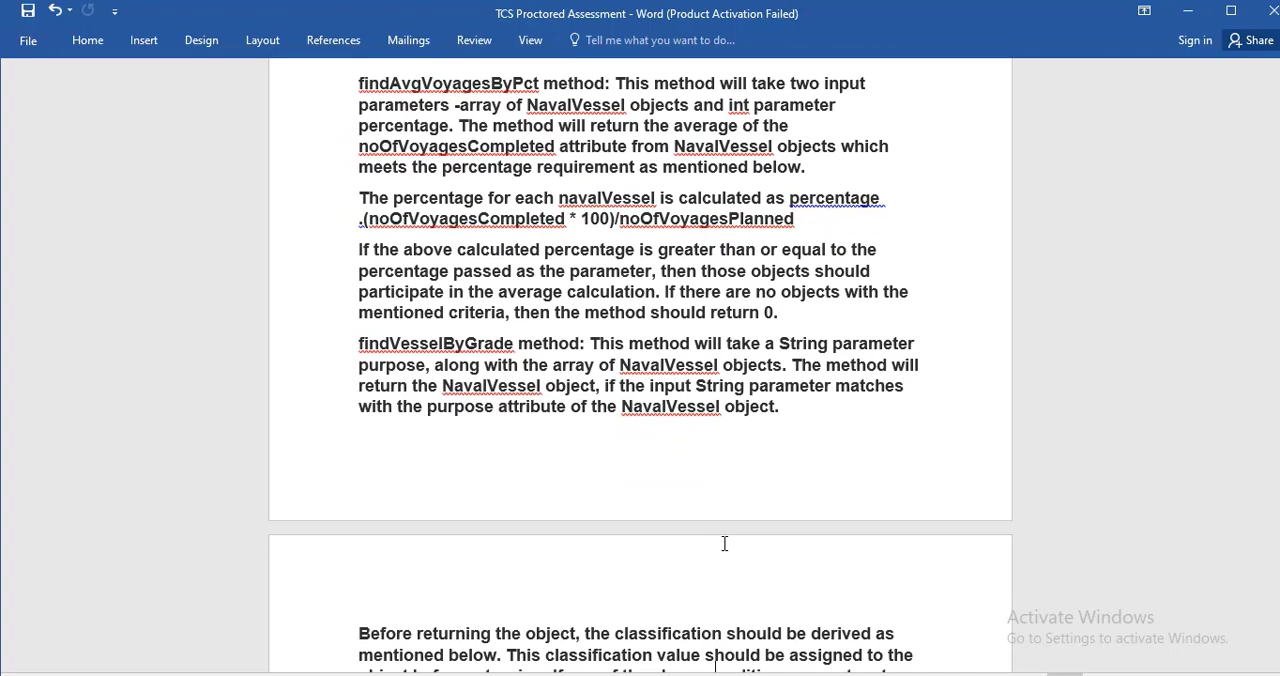 TCS Proctored Assessment - Word (Product Activation Failed)
File Home Insert Design Layout References Mailings Review View Tell me what you want to do... Sign in Share
findAvgVoyagesByPct method: This method will take two input
parameters -array of NavalVessel objects and int parameter
percentage. The method will return the average of the
noOfVoyagesCompleted attribute from NavalVessel objects which
meets the percentage requirement as mentioned below.
The percentage for each navalVessel is calculated as percentage
.(noOfVoyagesCompleted * 100)/noOfVoyagesPlanned
If the above calculated percentage is greater than or equal to the
percentage passed as the parameter, then those objects should
participate in the average calculation. If there are no objects with the
mentioned criteria, then the method should return 0.
findVesselByGrade method: This method will take a String parameter
purpose, along with the array of NavalVessel objects. The method will
return the NavalVessel object, if the input String parameter matches
with the purpose attribute of the NavalVessel object.
Before returning the object, the classification should be derived as
mentioned below. This classification value should be assigned to the
Activate Windows
Go to Settings to activate Windows.